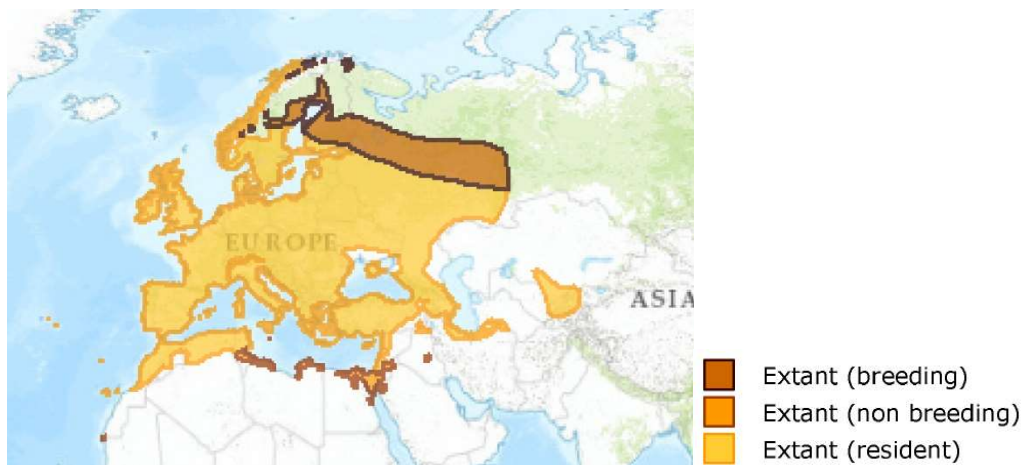 EUROPE
ASIA
Extant (breeding)
Extant (non breeding)
Extant (resident)